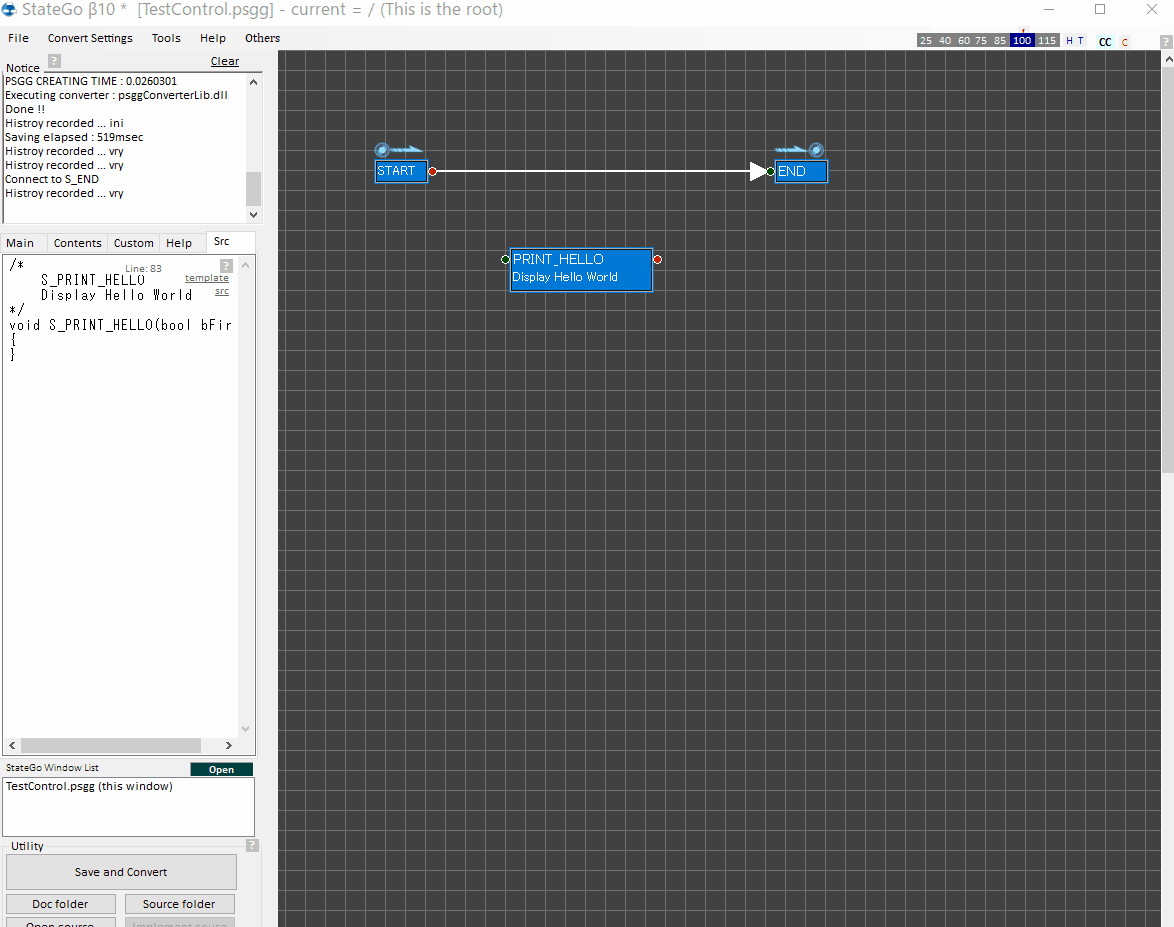 StateGo β10 * [TestControl.psgg] - current = / (This is the root)
File Convert Settings Tools Help Others
25 40 60 75 85 100 115 H T CC C ?
Notice ? Clear
PSGG CREATING TIME : 0.0260301
Executing converter : psggConverterLib.dll
Done !!
Histroy recorded ... ini
Saving elapsed : 519msec
Histroy recorded ... vry
Histroy recorded ... vry
Connect to S_END
Histroy recorded ... vry
Main Contents Custom Help Src
/* Line: 83 ?
S_PRINT_HELLO template
Display Hello World src
*/
void S_PRINT_HELLO(bool bFir
{
}
START
END
PRINT_HELLO
Display Hello World
StateGo Window List Open
TestControl.psgg (this window)
Utility ?
Save and Convert
Doc folder Source folder
Open source